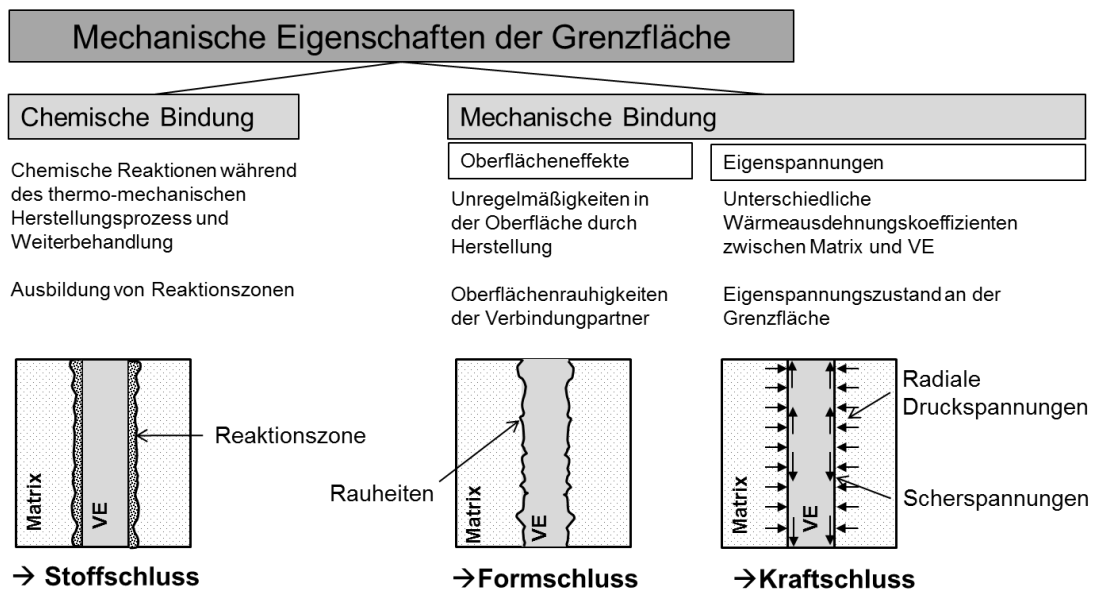 Mechanische Eigenschaften der Grenzfläche
Chemische Bindung
Chemische Reaktionen während
des thermo-mechanischen
Herstellungsprozess und
Weiterbehandlung
Ausbildung von Reaktionszonen
Matrix
VE
Reaktionszone
→ Stoffschluss
Mechanische Bindung
Oberflächeneffekte
Unregelmäßigkeiten in
der Oberfläche durch
Herstellung
Oberflächenrauhigkeiten
der Verbindungpartner
Rauheiten
Matrix
VE
→Formschluss
Eigenspannungen
Unterschiedliche
Wärmeausdehnungskoeffizienten
zwischen Matrix und VE
Eigenspannungszustand an der
Grenzfläche
Matrix
VE
Radiale
Druckspannungen
Scherspannungen
→Kraftschluss